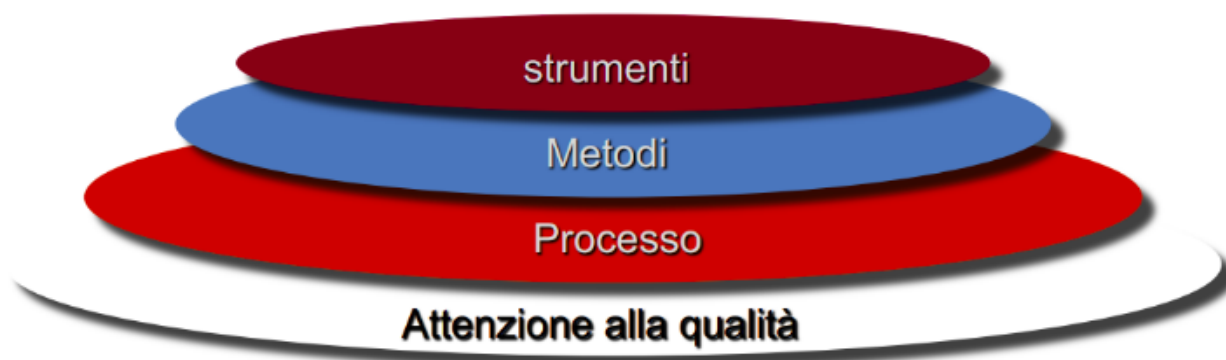 strumenti
Metodi
Processo
Attenzione alla qualità